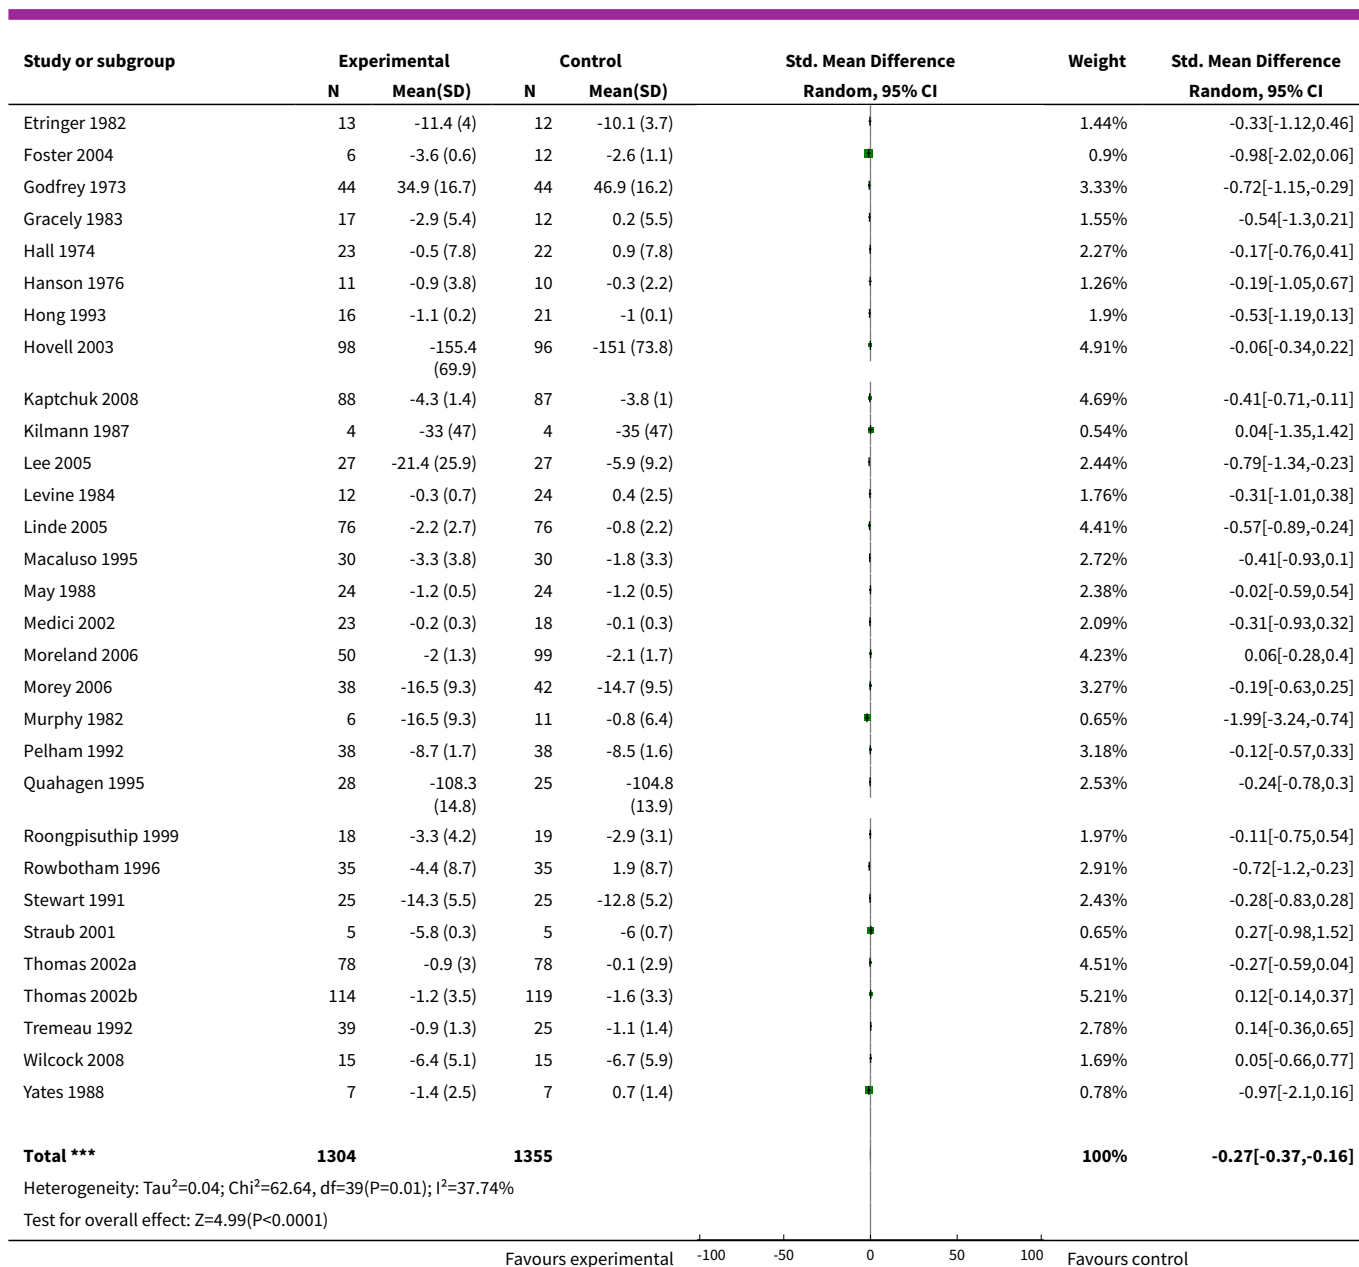 Study or subgroup Experimental Control Std. Mean Difference Weight Std. Mean Difference
N Mean(SD) N Mean(SD) Random, 95% CI Random, 95% CI
Etringer 1982 13 -11.4 (4) 12 -10.1 (3.7) 1.44% -0.33[-1.12,0.46]
Foster 2004 6 -3.6 (0.6) 12 -2.6 (1.1) 0.9% -0.98[-2.02,0.06]
Godfrey 1973 44 34.9 (16.7) 44 46.9 (16.2) 3.33% -0.72[-1.15,-0.29]
Gracely 1983 17 -2.9 (5.4) 12 0.2 (5.5) 1.55% -0.54[-1.3,0.21]
Hall 1974 23 -0.5 (7.8) 22 0.9 (7.8) 2.27% -0.17[-0.76,0.41]
Hanson 1976 11 -0.9 (3.8) 10 -0.3 (2.2) 1.26% -0.19[-1.05,0.67]
Hong 1993 16 -1.1 (0.2) 21 -1 (0.1) 1.9% -0.53[-1.19,0.13]
Hovell 2003 98 -155.4 96 -151 (73.8) 4.91% -0.06[-0.34,0.22]
(69.9)
Kaptchuk 2008 88 -4.3 (1.4) 87 -3.8 (1) 4.69% -0.41[-0.71,-0.11]
Kilmann 1987 4 -33 (47) 4 -35 (47) 0.54% 0.04[-1.35,1.42]
Lee 2005 27 -21.4 (25.9) 27 -5.9 (9.2) 2.44% -0.79[-1.34,-0.23]
Levine 1984 12 -0.3 (0.7) 24 0.4 (2.5) 1.76% -0.31[-1.01,0.38]
Linde 2005 76 -2.2 (2.7) 76 -0.8 (2.2) 4.41% -0.57[-0.89,-0.24]
Macaluso 1995 30 -3.3 (3.8) 30 -1.8 (3.3) 2.72% -0.41[-0.93,0.1]
May 1988 24 -1.2 (0.5) 24 -1.2 (0.5) 2.38% -0.02[-0.59,0.54]
Medici 2002 23 -0.2 (0.3) 18 -0.1 (0.3) 2.09% -0.31[-0.93,0.32]
Moreland 2006 50 -2 (1.3) 99 -2.1 (1.7) 4.23% 0.06[-0.28,0.4]
Morey 2006 38 -16.5 (9.3) 42 -14.7 (9.5) 3.27% -0.19[-0.63,0.25]
Murphy 1982 6 -16.5 (9.3) 11 -0.8 (6.4) 0.65% -1.99[-3.24,-0.74]
Pelham 1992 38 -8.7 (1.7) 38 -8.5 (1.6) 3.18% -0.12[-0.57,0.33]
Quahagen 1995 28 -108.3 25 -104.8 2.53% -0.24[-0.78,0.3]
(14.8) (13.9)
Roongpisuthip 1999 18 -3.3 (4.2) 19 -2.9 (3.1) 1.97% -0.11[-0.75,0.54]
Rowbotham 1996 35 -4.4 (8.7) 35 1.9 (8.7) 2.91% -0.72[-1.2,-0.23]
Stewart 1991 25 -14.3 (5.5) 25 -12.8 (5.2) 2.43% -0.28[-0.83,0.28]
Straub 2001 5 -5.8 (0.3) 5 -6 (0.7) 0.65% 0.27[-0.98,1.52]
Thomas 2002a 78 -0.9 (3) 78 -0.1 (2.9) 4.51% -0.27[-0.59,0.04]
Thomas 2002b 114 -1.2 (3.5) 119 -1.6 (3.3) 5.21% 0.12[-0.14,0.37]
Tremeau 1992 39 -0.9 (1.3) 25 -1.1 (1.4) 2.78% 0.14[-0.36,0.65]
Wilcock 2008 15 -6.4 (5.1) 15 -6.7 (5.9) 1.69% 0.05[-0.66,0.77]
Yates 1988 7 -1.4 (2.5) 7 0.7 (1.4) 0.78% -0.97[-2.1,0.16]
Total *** 1304 1355 100% -0.27[-0.37,-0.16]
Heterogeneity: Tau²=0.04; Chi²=62.64, df=39(P=0.01); I²=37.74%
Test for overall effect: Z=4.99(P<0.0001)
Favours experimental -100 -50 0 50 100 Favours control